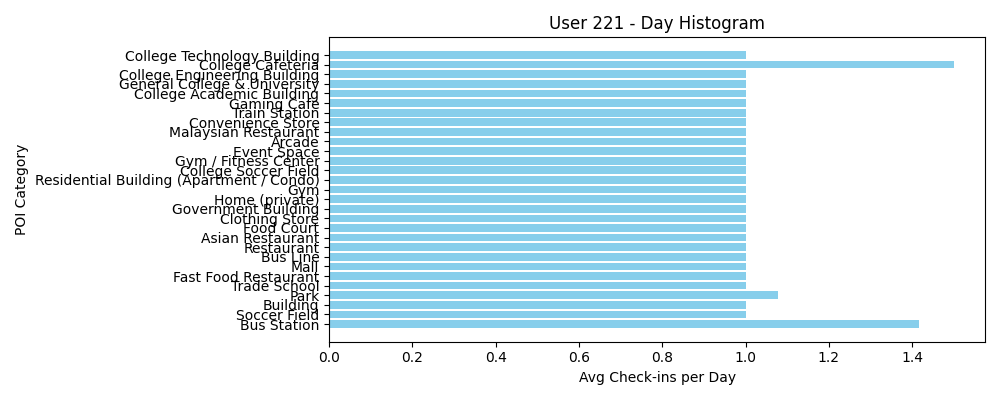 User 221 - Day Histogram
College Technology Building
College Cafeteria
College Engineering Building
General College & University
College Academic Building
Gaming Cafe
Train Station
Convenience Store
Malaysian Restaurant
Arcade
Event Space
Gym / Fitness Center
College Soccer Field
Residential Building (Apartment / Condo)
Gym
Home (private)
Government Building
Clothing Store
Food Court
Asian Restaurant
Restaurant
Bus Line
Mall
Fast Food Restaurant
Trade School
Park
Building
Soccer Field
Bus Station
POI Category
0.0 0.2 0.4 0.6 0.8 1.0 1.2 1.4
Avg Check-ins per Day